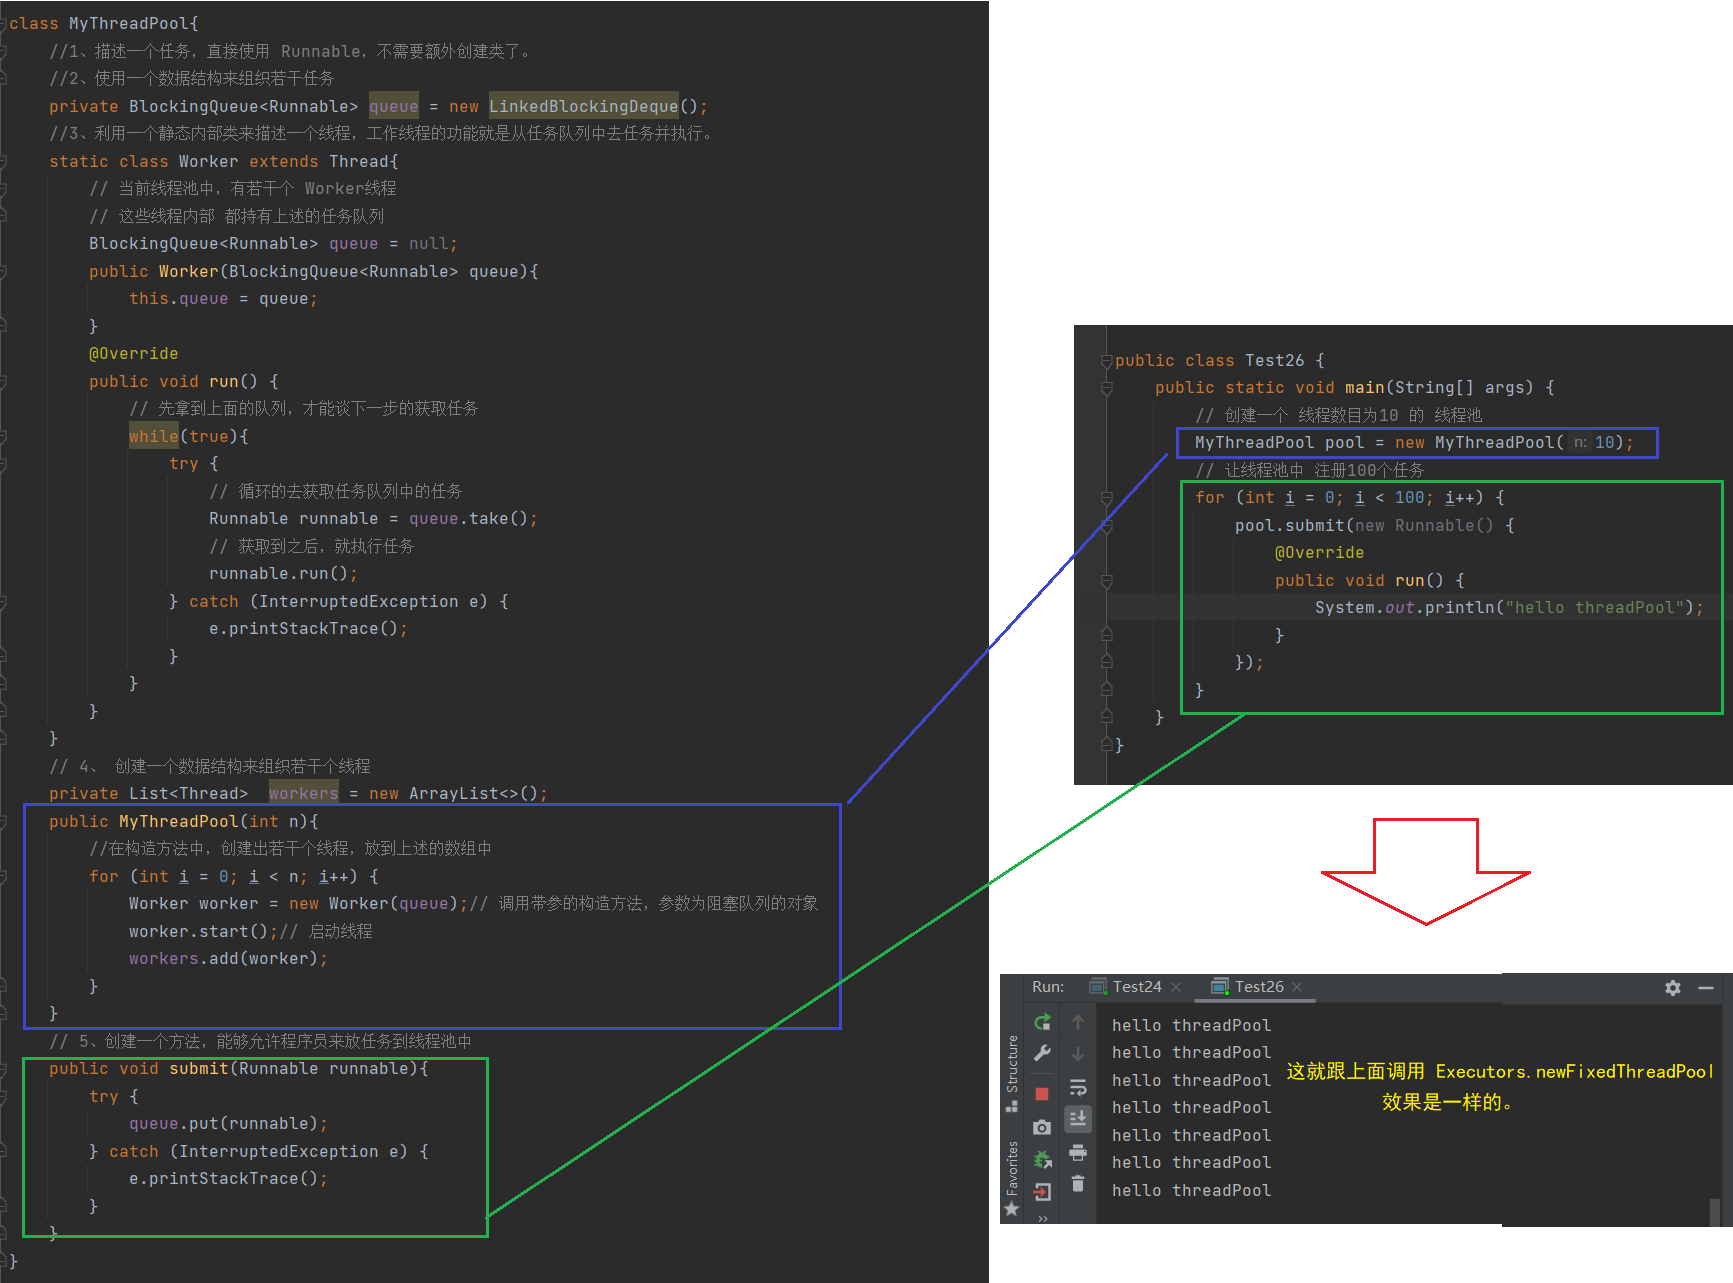 class MyThreadPool{
//1、描述一个任务，直接使用 Runnable，不需要额外创建类了。
//2、使用一个数据结构来组织若干任务
private BlockingQueue<Runnable> queue = new LinkedBlockingDeque();
//3、利用一个静态内部类来描述一个线程，工作线程的功能就是从任务队列中去任务并执行。
static class Worker extends Thread{
// 当前线程池中，有若干个 Worker线程
// 这些线程内部 都持有上述的任务队列
BlockingQueue<Runnable> queue = null;
public Worker(BlockingQueue<Runnable> queue){
this.queue = queue;
}
@Override
public void run() {
// 先拿到上面的队列，才能谈下一步的获取任务
while(true){
try {
// 循环的去获取任务队列中的任务
Runnable runnable = queue.take();
// 获取到之后，就执行任务
runnable.run();
} catch (InterruptedException e) {
e.printStackTrace();
}
}
}
}
// 4、 创建一个数据结构来组织若干个线程
private List<Thread> workers = new ArrayList<>();
public MyThreadPool(int n){
//在构造方法中，创建出若干个线程，放到上述的数组中
for (int i = 0; i < n; i++) {
Worker worker = new Worker(queue);// 调用带参的构造方法，参数为阻塞队列的对象
worker.start();// 启动线程
workers.add(worker);
}
}
// 5、创建一个方法，能够允许程序员来放任务到线程池中
public void submit(Runnable runnable){
try {
queue.put(runnable);
} catch (InterruptedException e) {
e.printStackTrace();
}
}
}
public class Test26 {
public static void main(String[] args) {
// 创建一个 线程数目为10 的 线程池
MyThreadPool pool = new MyThreadPool( n: 10);
// 让线程池中 注册100个任务
for (int i = 0; i < 100; i++) {
pool.submit(new Runnable() {
@Override
public void run() {
System.out.println("hello threadPool");
}
});
}
}
}
Run: Test24 Test26
Structure
Favorites
hello threadPool
hello threadPool
hello threadPool
hello threadPool
hello threadPool
hello threadPool
hello threadPool
这就跟上面调用 Executors.newFixedThreadPool
效果是一样的。